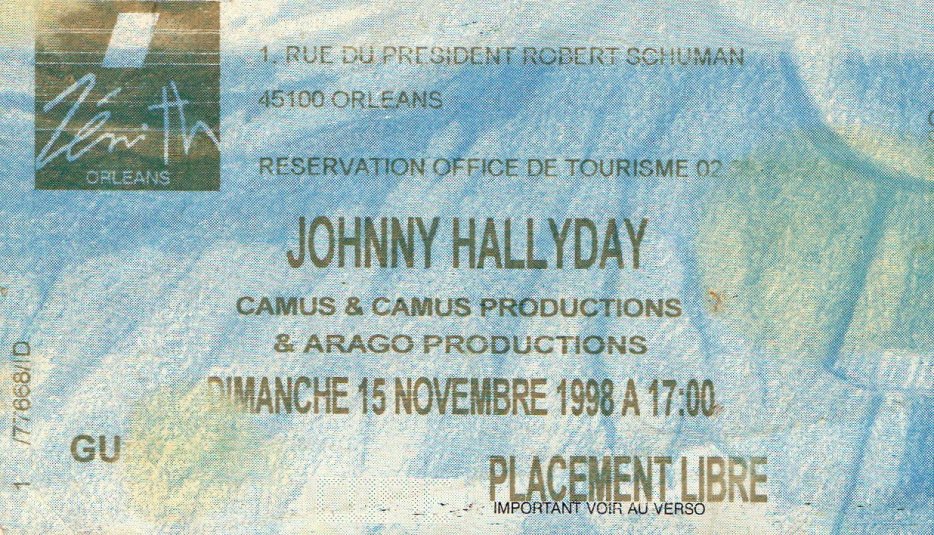 Zénith
ORLEANS
1. RUE DU PRESIDENT ROBERT SCHUMAN
45100 ORLEANS
RESERVATION OFFICE DE TOURISME 02
JOHNNY HALLYDAY
CAMUS & CAMUS PRODUCTIONS
& ARAGO PRODUCTIONS
DIMANCHE 15 NOVEMBRE 1998 A 17:00
GU
PLACEMENT LIBRE
IMPORTANT VOIR AU VERSO
1 /77668/ID